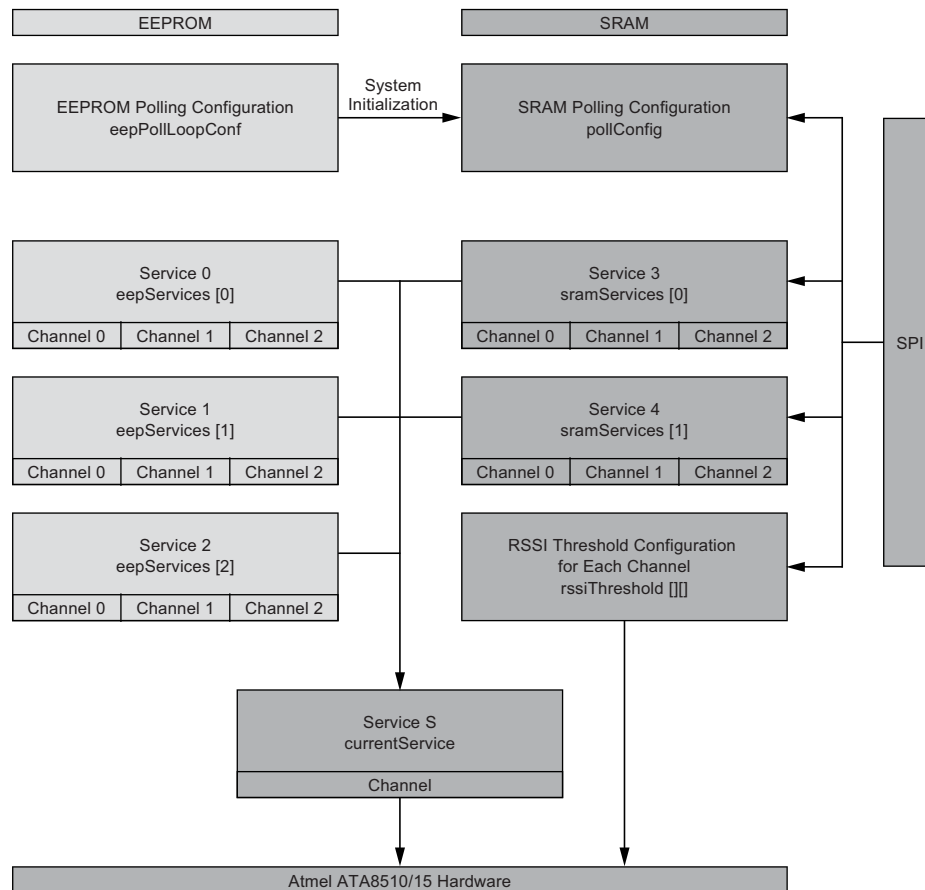 EEPROM
SRAM
EEPROM Polling Configuration
eepPollLoopConf
System
Initialization
SRAM Polling Configuration
pollConfig
Service 0
eepServices [0]
Channel 0
Channel 1
Channel 2
Service 3
sramServices [0]
Channel 0
Channel 1
Channel 2
SPI
Service 1
eepServices [1]
Channel 0
Channel 1
Channel 2
Service 4
sramServices [1]
Channel 0
Channel 1
Channel 2
Service 2
eepServices [2]
Channel 0
Channel 1
Channel 2
RSSI Threshold Configuration
for Each Channel
rssiThreshold [][]
Service S
currentService
Channel
Atmel ATA8510/15 Hardware